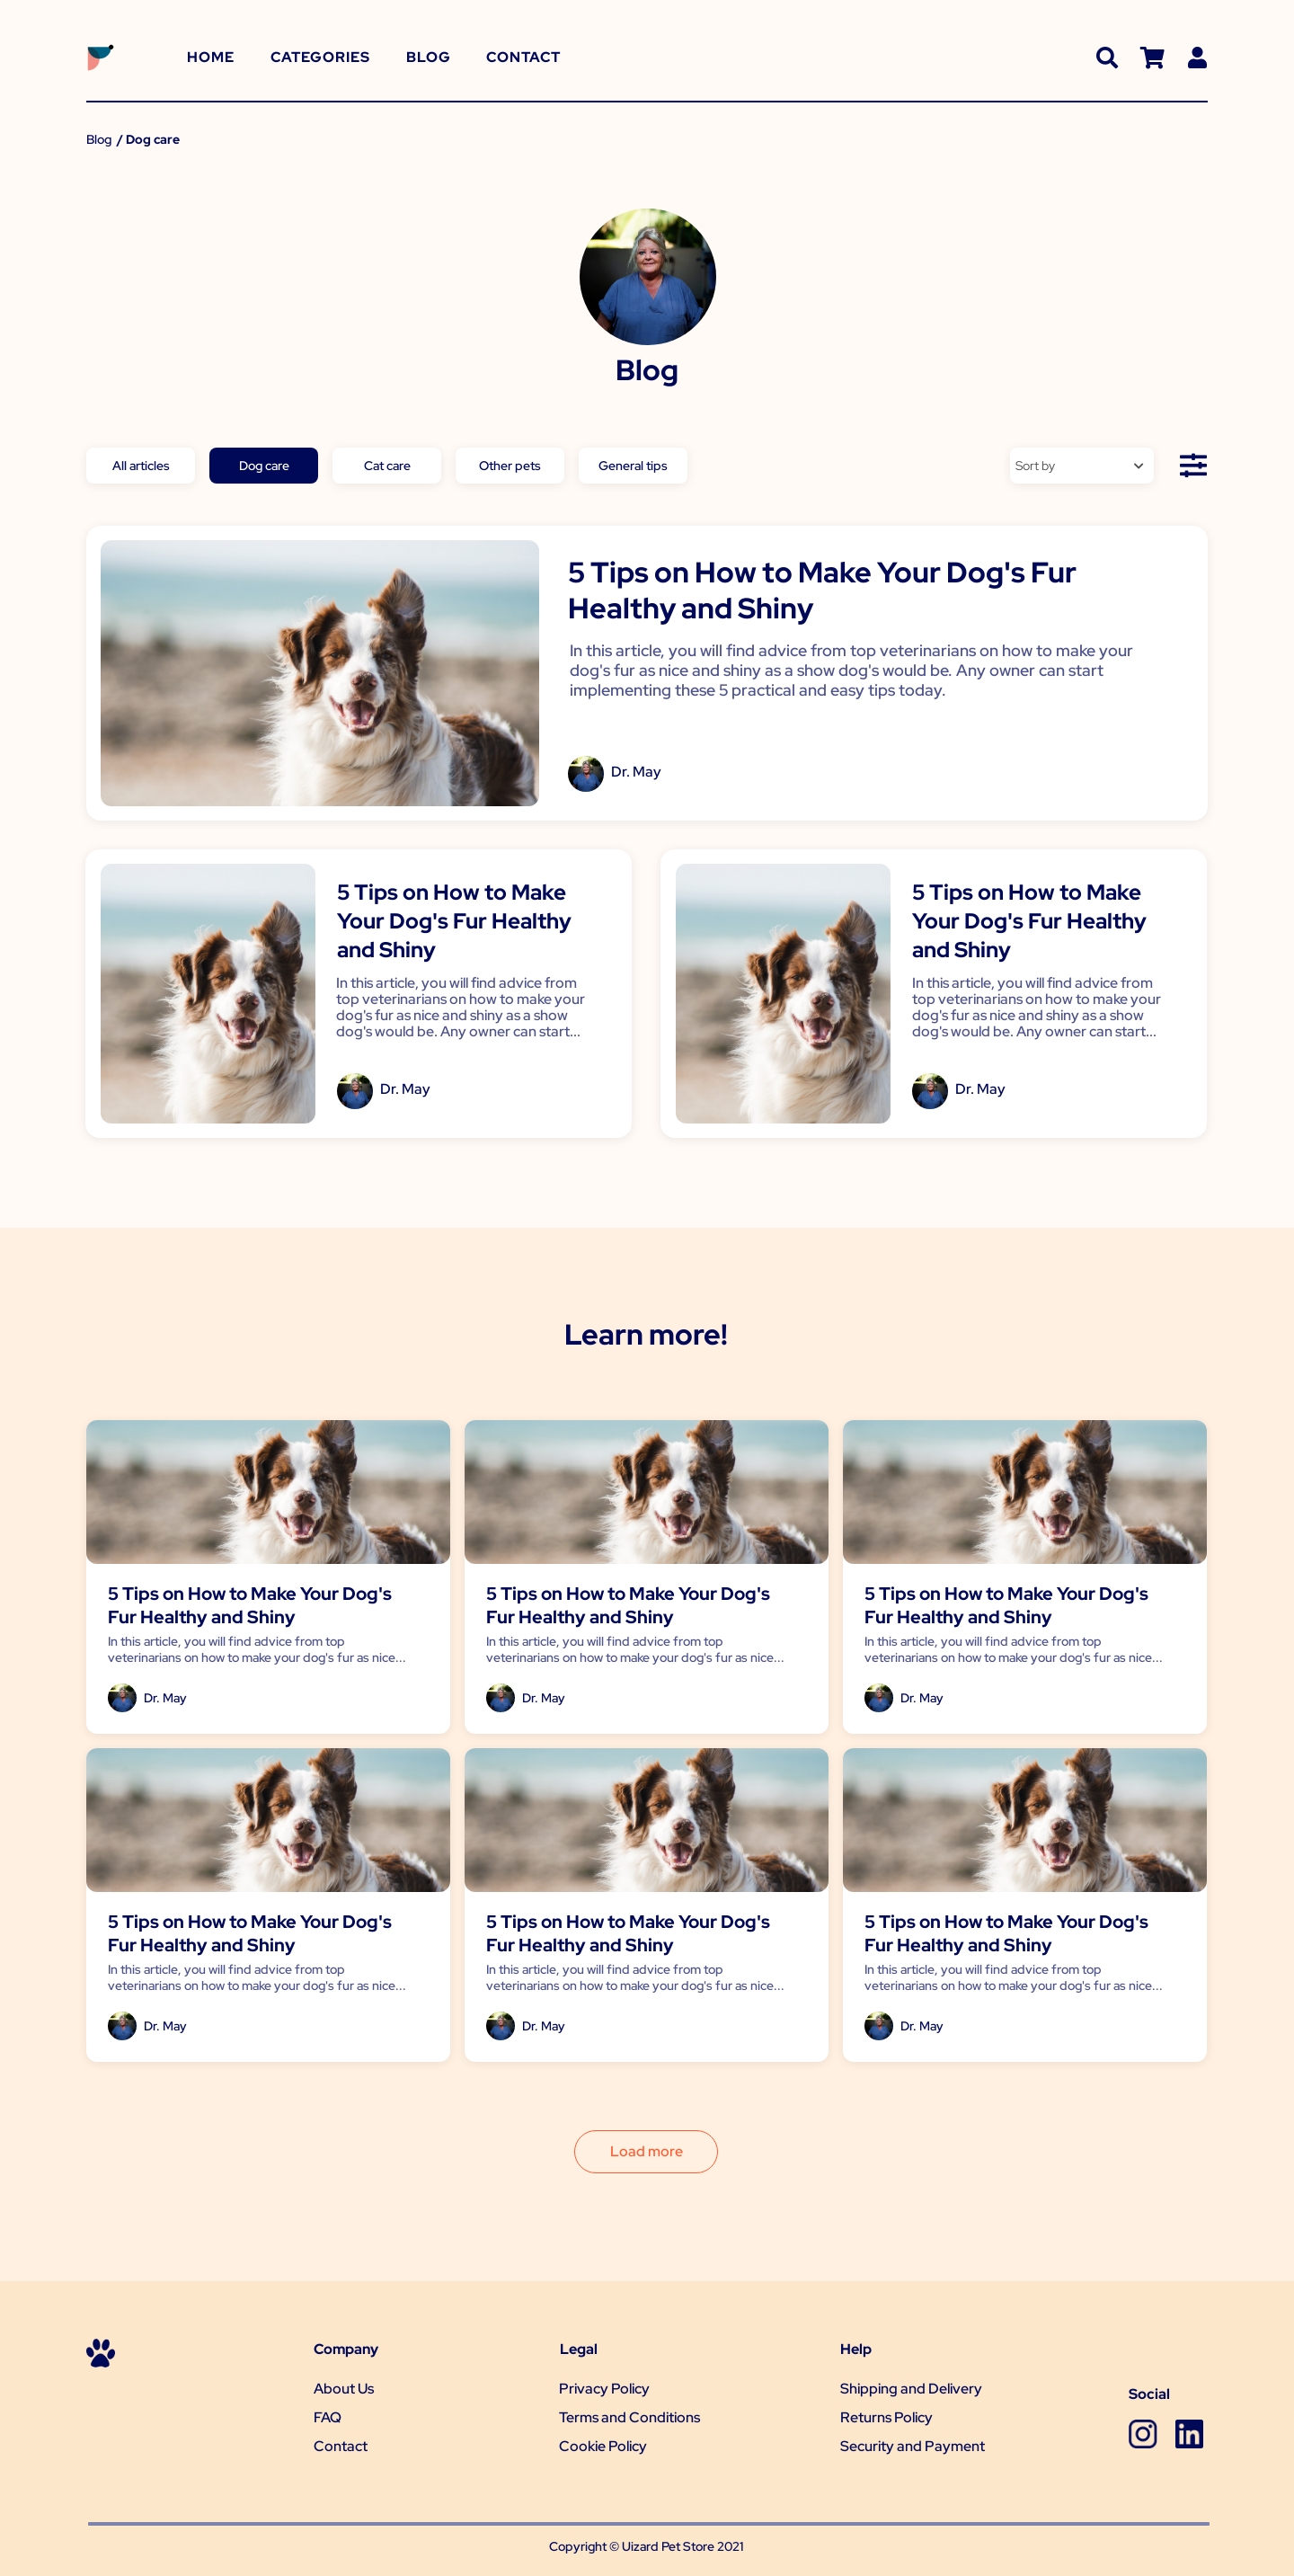 HOME CATEGORIES BLOG CONTACT
Blog / Dog care
Blog
All articles Dog care Cat care Other pets General tips Sort by
5 Tips on How to Make Your Dog's Fur
Healthy and Shiny
In this article, you will find advice from top veterinarians on how to make your
dog's fur as nice and shiny as a show dog's would be. Any owner can start
implementing these 5 practical and easy tips today.
Dr. May
5 Tips on How to Make
Your Dog's Fur Healthy
and Shiny
In this article, you will find advice from
top veterinarians on how to make your
dog's fur as nice and shiny as a show
dog's would be. Any owner can start...
Dr. May
5 Tips on How to Make
Your Dog's Fur Healthy
and Shiny
In this article, you will find advice from
top veterinarians on how to make your
dog's fur as nice and shiny as a show
dog's would be. Any owner can start...
Dr. May
Learn more!
5 Tips on How to Make Your Dog's
Fur Healthy and Shiny
In this article, you will find advice from top
veterinarians on how to make your dog's fur as nice...
Dr. May
5 Tips on How to Make Your Dog's
Fur Healthy and Shiny
In this article, you will find advice from top
veterinarians on how to make your dog's fur as nice...
Dr. May
5 Tips on How to Make Your Dog's
Fur Healthy and Shiny
In this article, you will find advice from top
veterinarians on how to make your dog's fur as nice...
Dr. May
5 Tips on How to Make Your Dog's
Fur Healthy and Shiny
In this article, you will find advice from top
veterinarians on how to make your dog's fur as nice...
Dr. May
5 Tips on How to Make Your Dog's
Fur Healthy and Shiny
In this article, you will find advice from top
veterinarians on how to make your dog's fur as nice...
Dr. May
5 Tips on How to Make Your Dog's
Fur Healthy and Shiny
In this article, you will find advice from top
veterinarians on how to make your dog's fur as nice...
Dr. May
Load more
Company
About Us
FAQ
Contact
Legal
Privacy Policy
Terms and Conditions
Cookie Policy
Help
Shipping and Delivery
Returns Policy
Security and Payment
Social
Copyright © Uizard Pet Store 2021